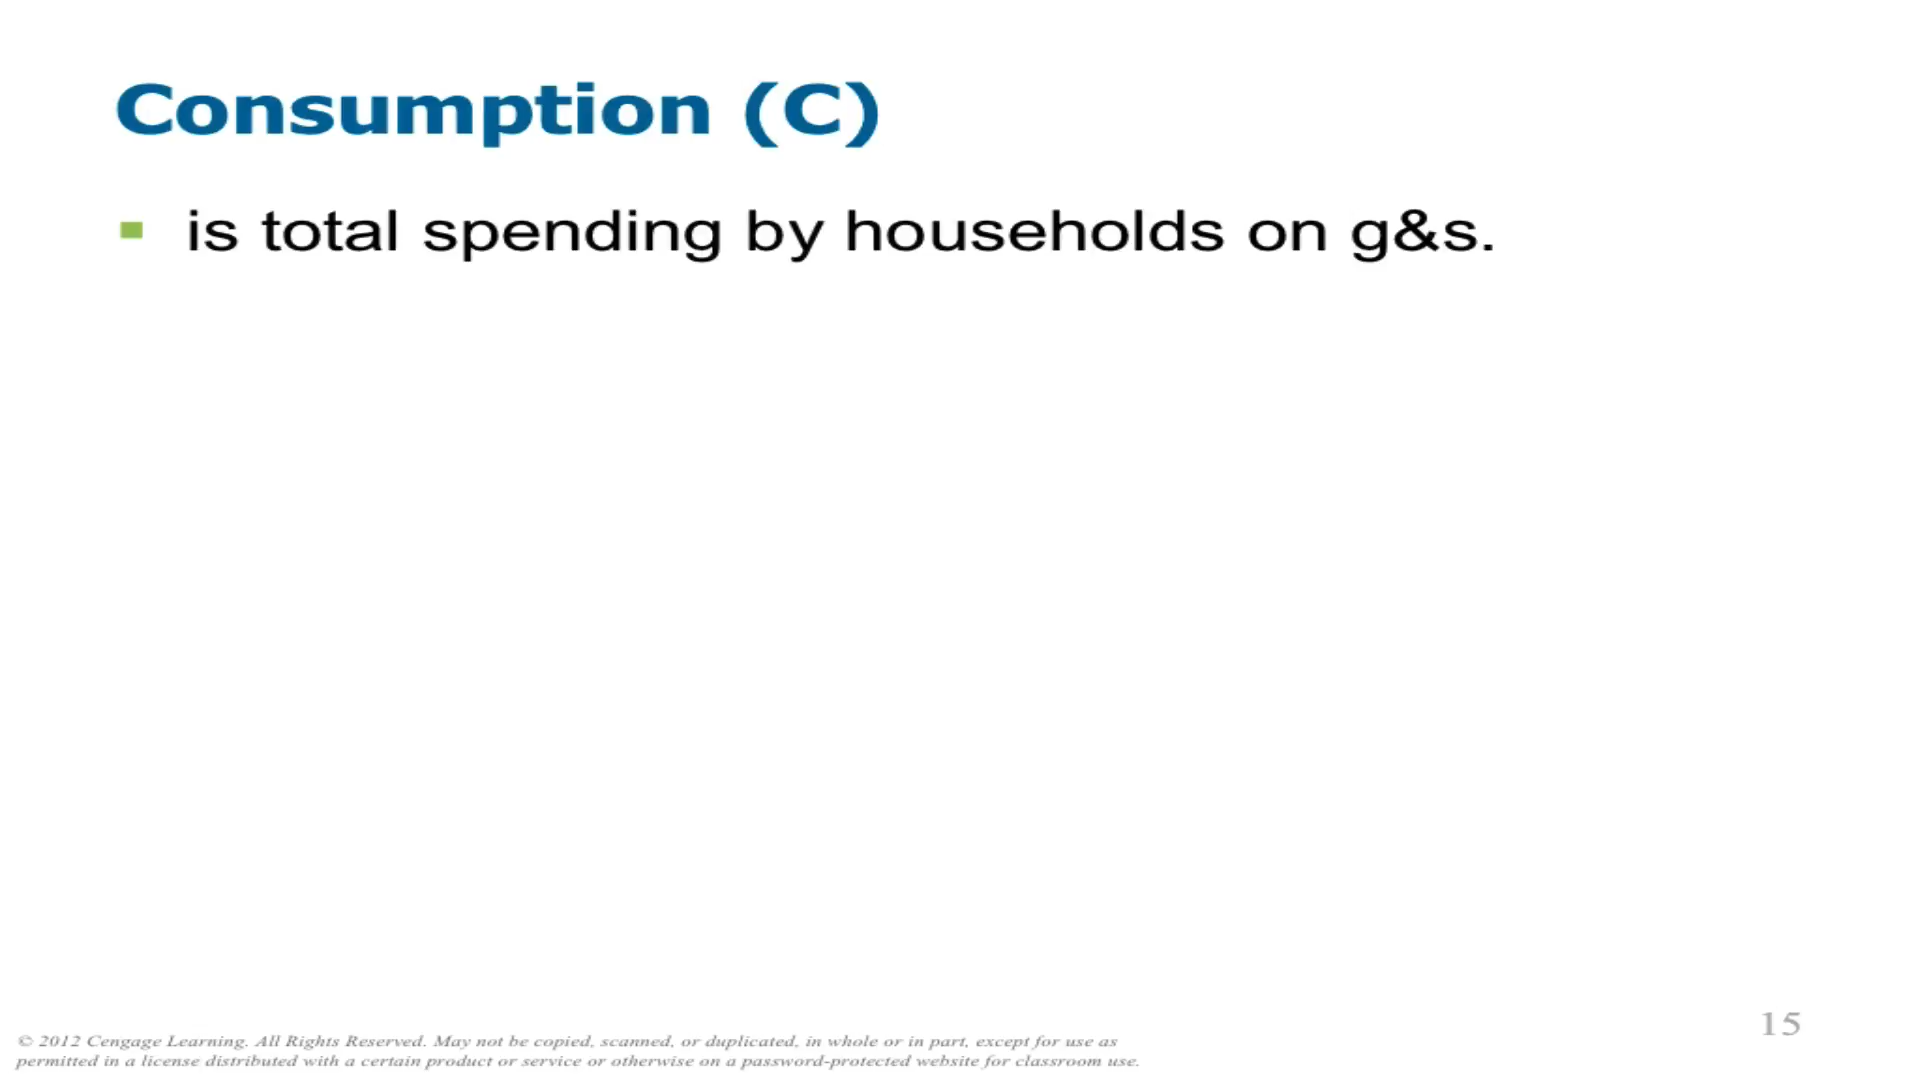 Consumption (C)
▪ is total spending by households on g&s.
15
© 2012 Cengage Learning. All Rights Reserved. May not be copied, scanned, or duplicated, in whole or in part, except for use as
permitted in a license distributed with a certain product or service or otherwise on a password-protected website for classroom use.